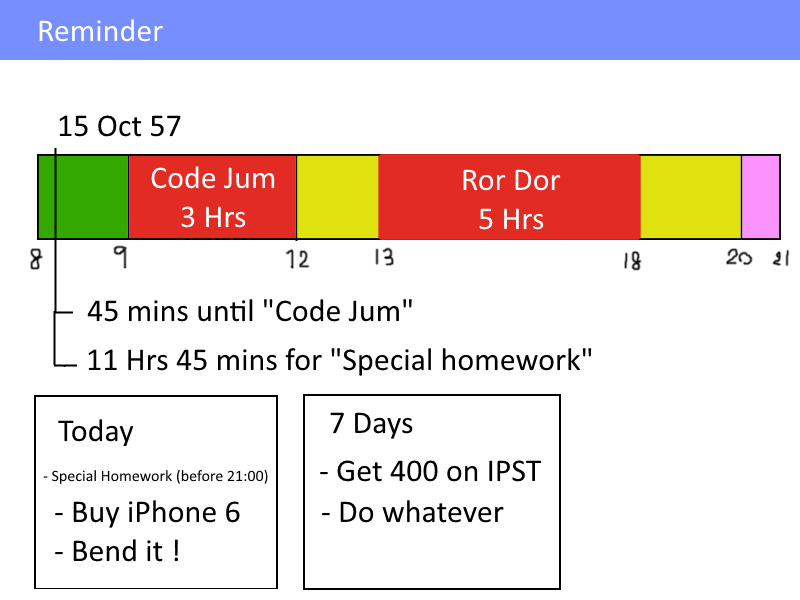 Reminder
15 Oct 57
Code Jum
3 Hrs
Ror Dor
5 Hrs
8 9 12 13 18 20 21
45 mins until "Code Jum"
11 Hrs 45 mins for "Special homework"
Today
- Special Homework (before 21:00)
- Buy iPhone 6
- Bend it !
7 Days
- Get 400 on IPST
- Do whatever